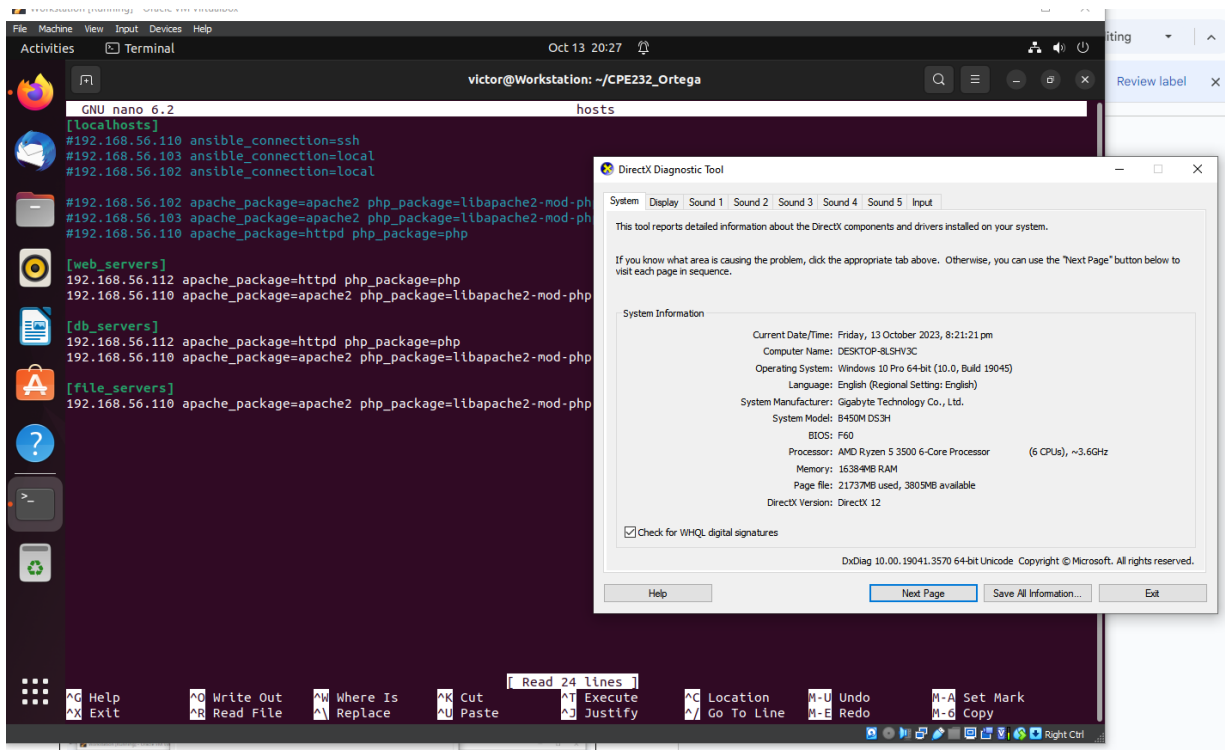 Workstation [Running] - Oracle VM VirtualBox
File Machine View Input Devices Help
iting
Activities Terminal Oct 13 20:27
victor@Workstation: ~/CPE232_Ortega
Review label
GNU nano 6.2 hosts
[localhosts]
#192.168.56.110 ansible_connection=ssh
#192.168.56.103 ansible_connection=local
#192.168.56.102 ansible_connection=local
#192.168.56.102 apache_package=apache2 php_package=libapache2-mod-ph
#192.168.56.103 apache_package=apache2 php_package=libapache2-mod-ph
#192.168.56.110 apache_package=httpd php_package=php
[web_servers]
192.168.56.112 apache_package=httpd php_package=php
192.168.56.110 apache_package=apache2 php_package=libapache2-mod-php
[db_servers]
192.168.56.112 apache_package=httpd php_package=php
192.168.56.110 apache_package=apache2 php_package=libapache2-mod-php
[file_servers]
192.168.56.110 apache_package=apache2 php_package=libapache2-mod-php
DirectX Diagnostic Tool
System Display Sound 1 Sound 2 Sound 3 Sound 4 Sound 5 Input
This tool reports detailed information about the DirectX components and drivers installed on your system.
If you know what area is causing the problem, click the appropriate tab above. Otherwise, you can use the "Next Page" button below to
visit each page in sequence.
System Information
Current Date/Time: Friday, 13 October 2023, 8:21:21 pm
Computer Name: DESKTOP-8LSHV3C
Operating System: Windows 10 Pro 64-bit (10.0, Build 19045)
Language: English (Regional Setting: English)
System Manufacturer: Gigabyte Technology Co., Ltd.
System Model: B450M DS3H
BIOS: F60
Processor: AMD Ryzen 5 3500 6-Core Processor (6 CPUs), ~3.6GHz
Memory: 16384MB RAM
Page file: 21737MB used, 3805MB available
DirectX Version: DirectX 12
Check for WHQL digital signatures
DxDiag 10.00.19041.3570 64-bit Unicode Copyright © Microsoft. All rights reserved.
Help Next Page Save All Information... Exit
[ Read 24 lines ]
^G Help ^O Write Out ^W Where Is ^K Cut ^T Execute ^C Location M-U Undo M-A Set Mark
^X Exit ^R Read File ^\ Replace ^U Paste ^J Justify ^/ Go To Line M-E Redo M-6 Copy
Right Ctrl